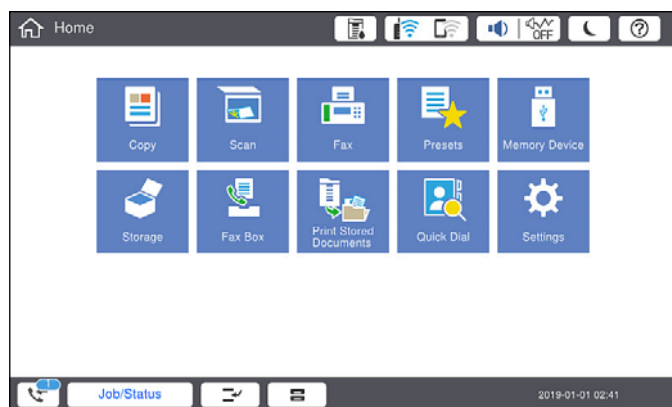 Home
OFF
Copy
Scan
Fax
Presets
Memory Device
Storage
Fax Box
Print Stored
Documents
Quick Dial
Settings
1
Job/Status
2019-01-01 02:41